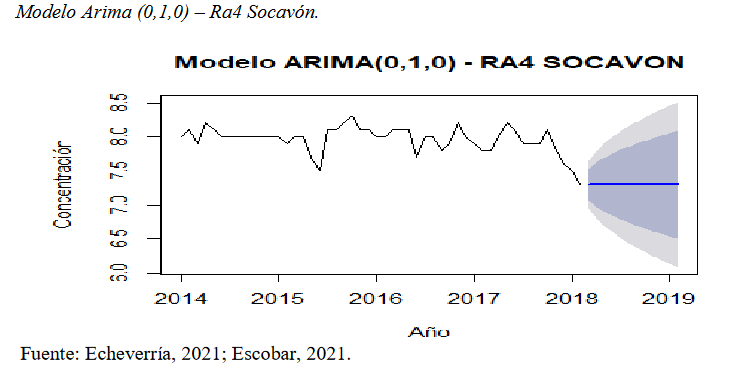 Modelo Arima (0,1,0) – Ra4 Socavón.
Modelo ARIMA(0,1,0) - RA4 SOCAVON
Concentración
8.5
8.0
7.5
7.0
6.5
6.0
2014 2015 2016 2017 2018 2019
Año
Fuente: Echeverría, 2021; Escobar, 2021.